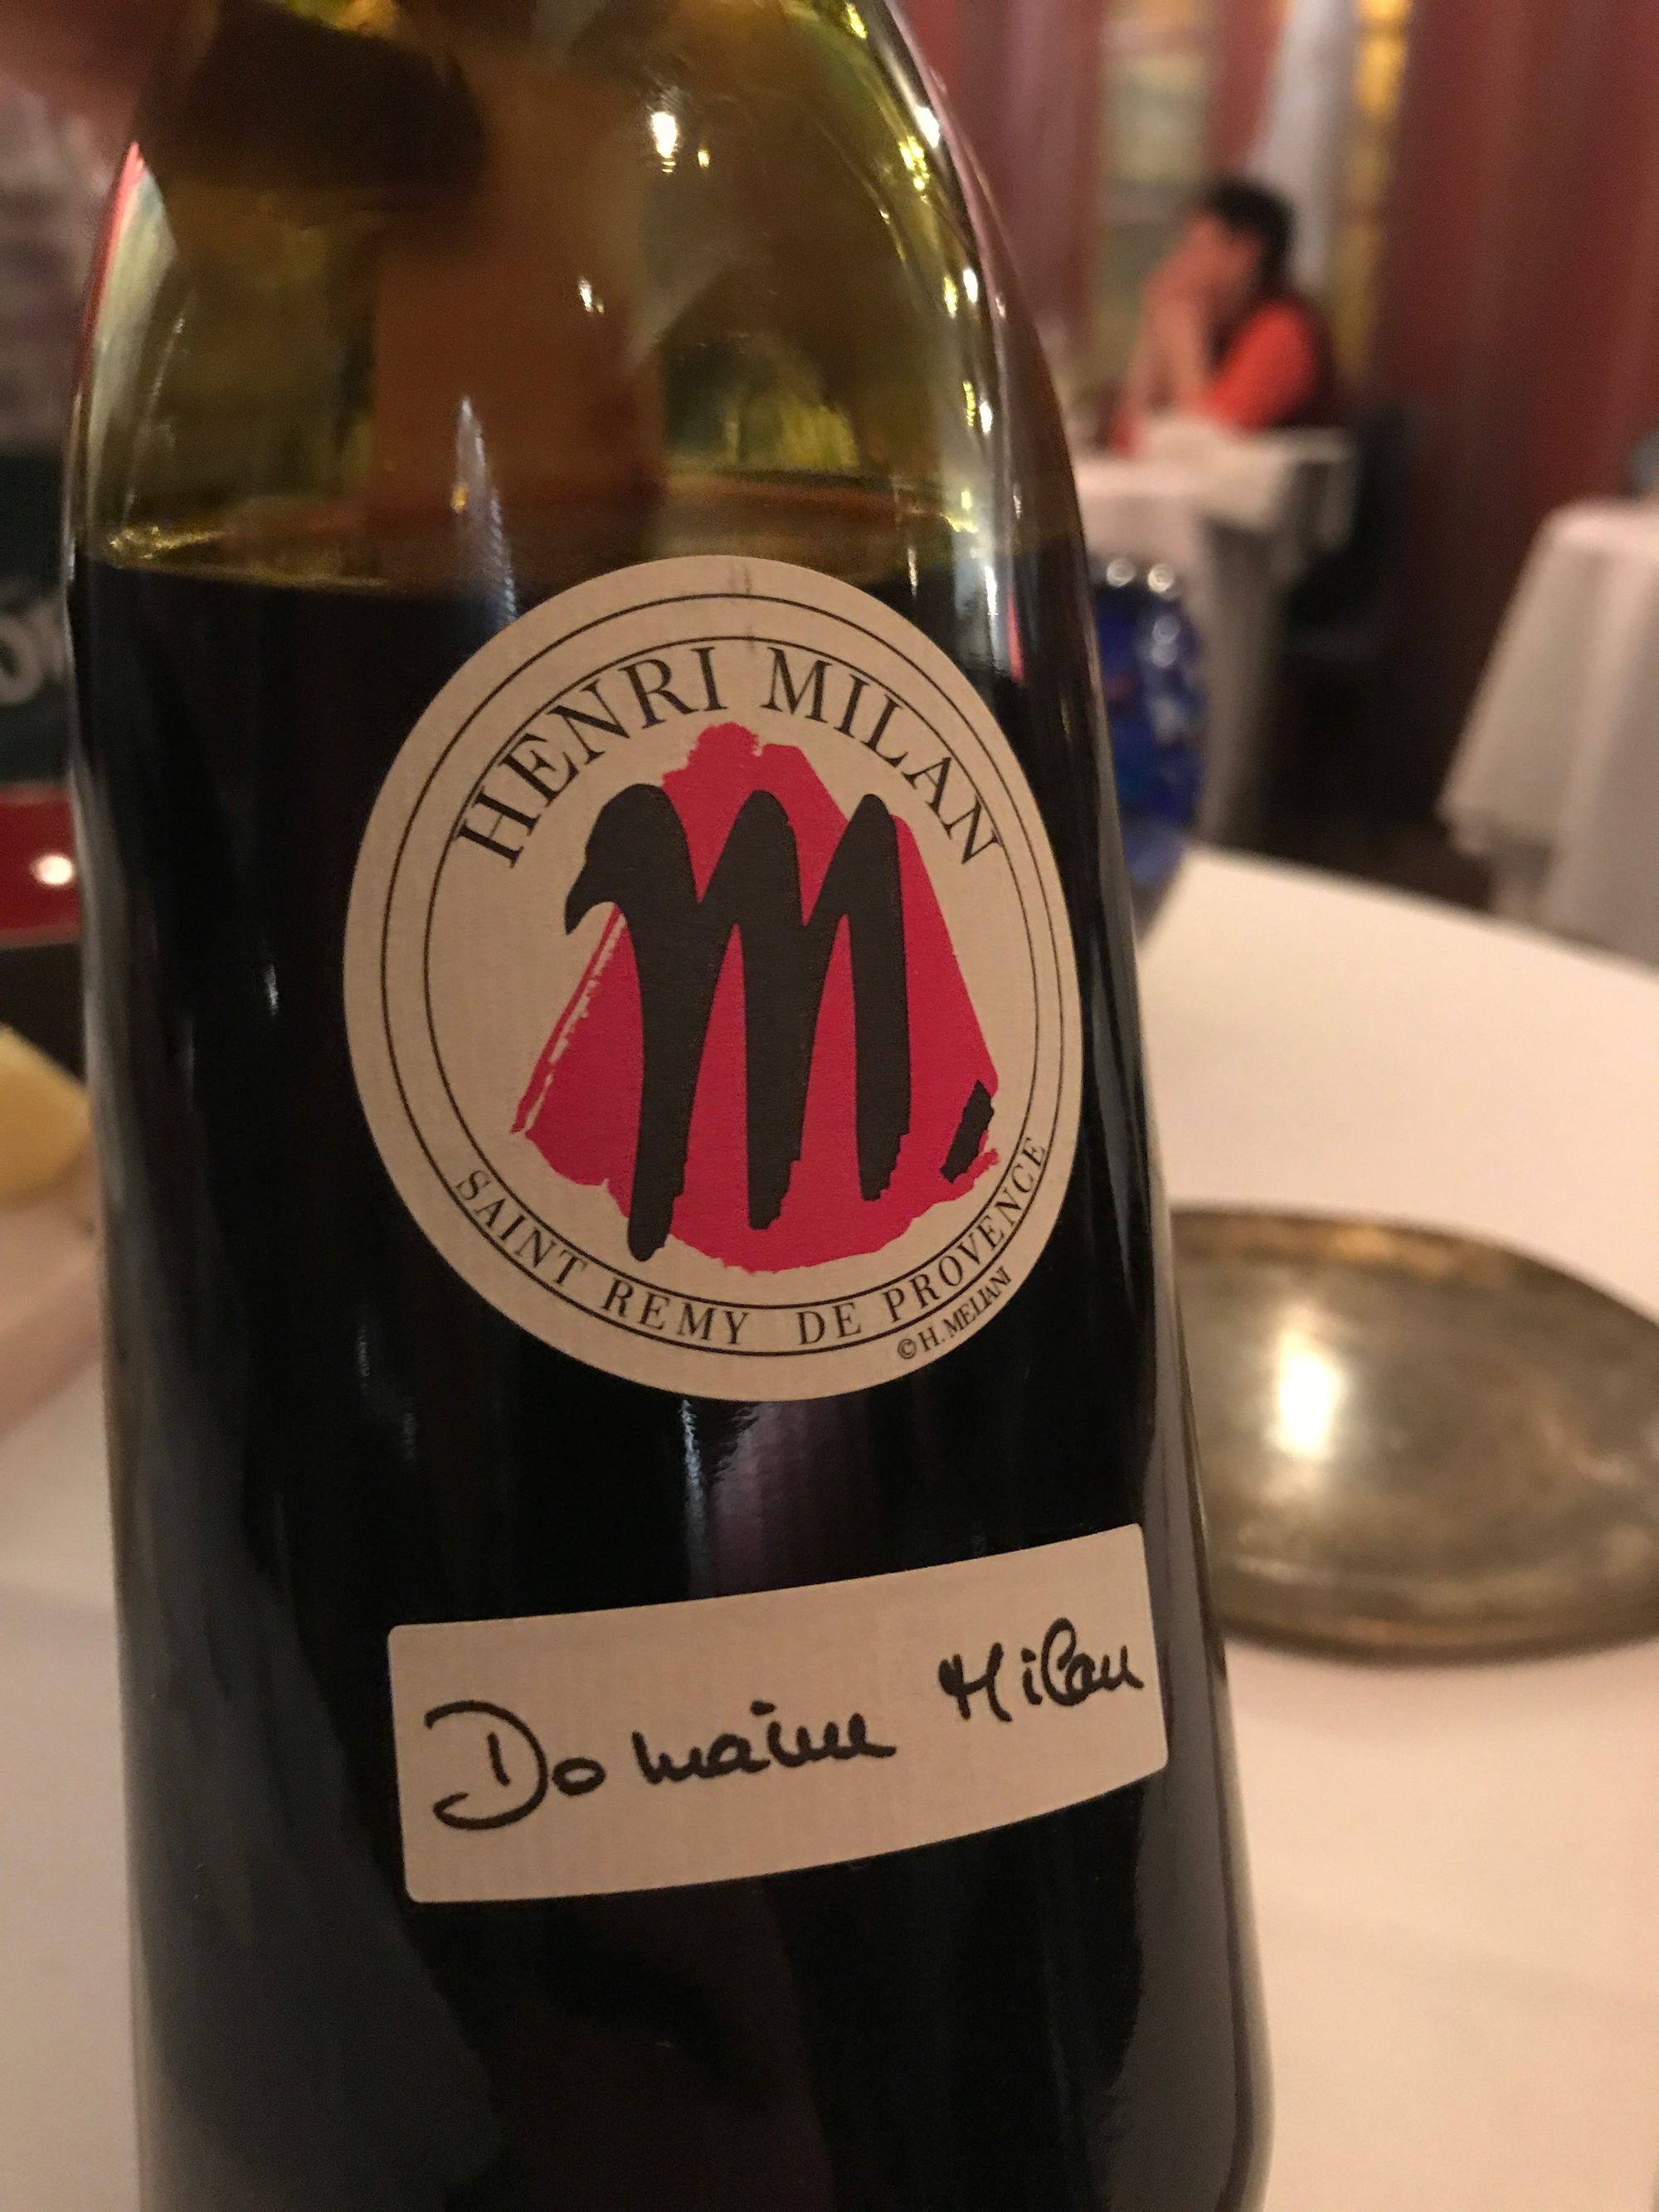 HENRI MILAN
m.
SAINT REMY DE PROVENCE
©H. MELIANI
Domaine Milan